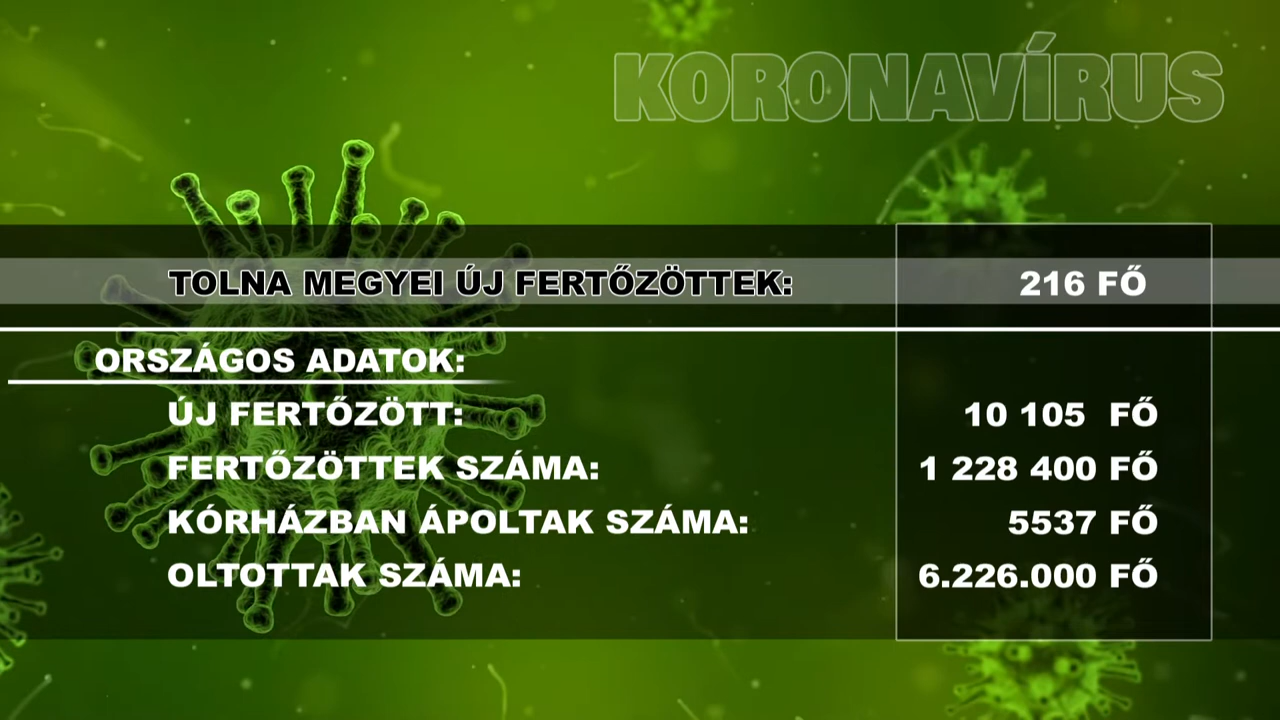 KORONAVÍRUS
TOLNA MEGYEI ÚJ FERTŐZÖTTEK: 216 FŐ
ORSZÁGOS ADATOK:
ÚJ FERTŐZÖTT: 10 105 FŐ
FERTŐZÖTTEK SZÁMA: 1 228 400 FŐ
KÓRHÁZBAN ÁPOLTAK SZÁMA: 5537 FŐ
OLTOTTAK SZÁMA: 6.226.000 FŐ